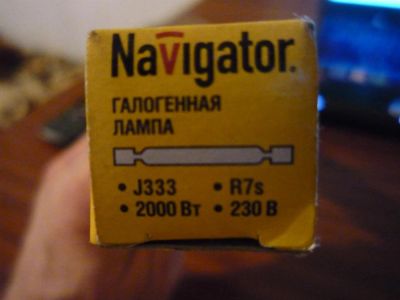 Navigator.
ГАЛОГЕННАЯ
ЛАМПА
• J333 • R7s
• 2000 Вт • 230 В